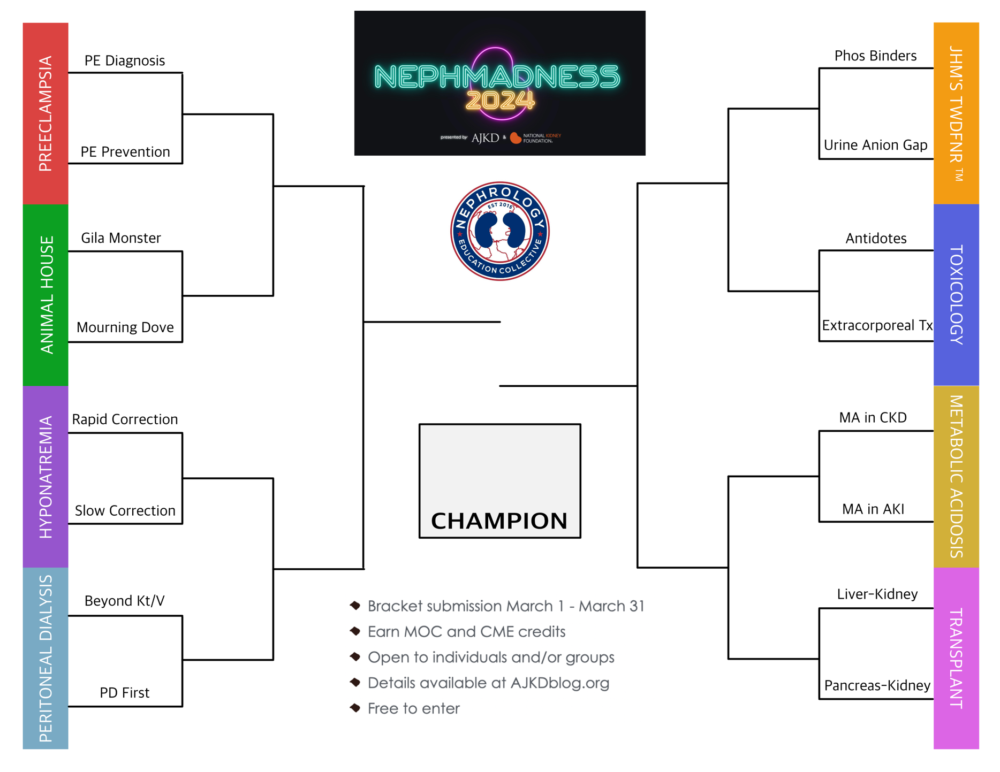 NEPHMADNESS
2024
presented by AJKD & NATIONAL KIDNEY
FOUNDATION®
NEPHROLOGY
EST 2015
EDUCATION COLLECTIVE
PREECLAMPSIA
PE Diagnosis
PE Prevention
ANIMAL HOUSE
Gila Monster
Mourning Dove
HYPONATREMIA
Rapid Correction
Slow Correction
PERITONEAL DIALYSIS
Beyond Kt/V
PD First
JHM'S TWDFNR ™
Phos Binders
Urine Anion Gap
TOXICOLOGY
Antidotes
Extracorporeal Tx
METABOLIC ACIDOSIS
MA in CKD
MA in AKI
TRANSPLANT
Liver-Kidney
Pancreas-Kidney
CHAMPION
Bracket submission March 1 - March 31
Earn MOC and CME credits
Open to individuals and/or groups
Details available at AJKDblog.org
Free to enter